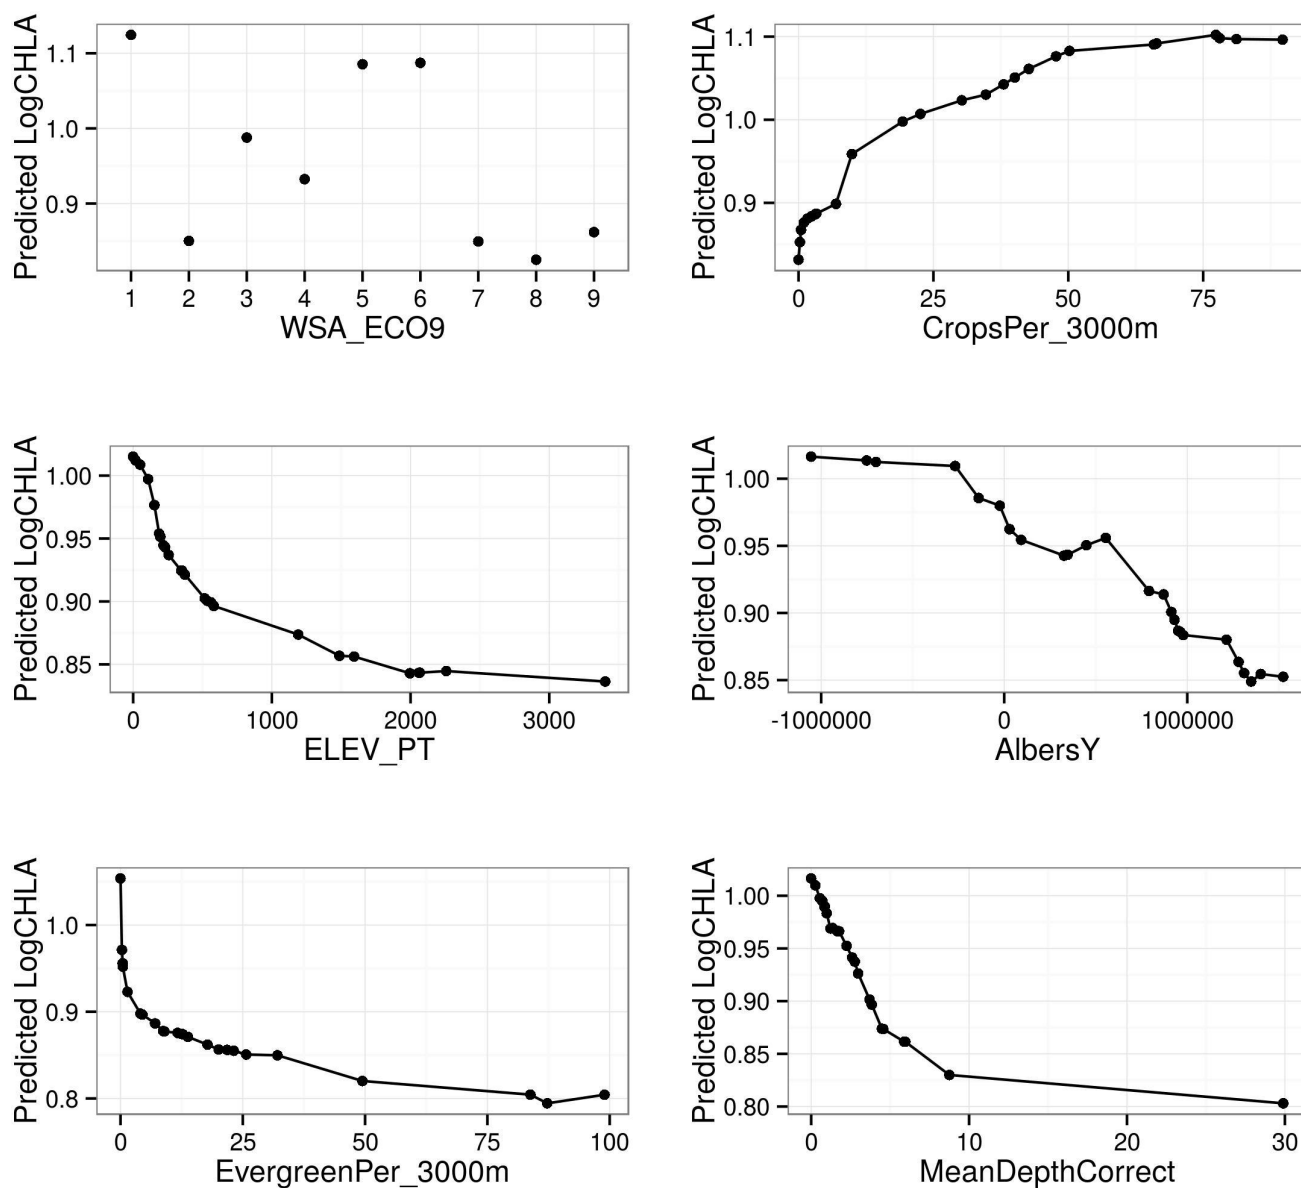 Predicted LogCHLA
1.1
1.0
0.9
1 2 3 4 5 6 7 8 9
WSA_ECO9
Predicted LogCHLA
1.1
1.0
0.9
0 25 50 75
CropsPer_3000m
Predicted LogCHLA
1.00
0.95
0.90
0.85
0 1000 2000 3000
ELEV_PT
Predicted LogCHLA
1.00
0.95
0.90
0.85
-1000000 0 1000000
AlbersY
Predicted LogCHLA
1.0
0.9
0.8
0 25 50 75 100
EvergreenPer_3000m
Predicted LogCHLA
1.00
0.95
0.90
0.85
0.80
0 10 20 30
MeanDepthCorrect